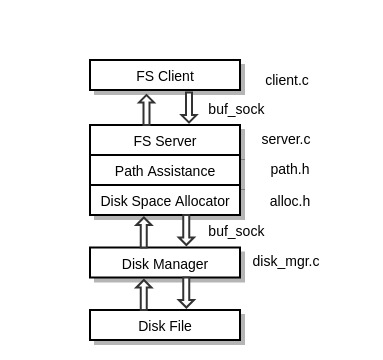 FS Client
client.c
buf_sock
FS Server
server.c
Path Assistance
path.h
Disk Space Allocator
alloc.h
buf_sock
Disk Manager
disk_mgr.c
Disk File